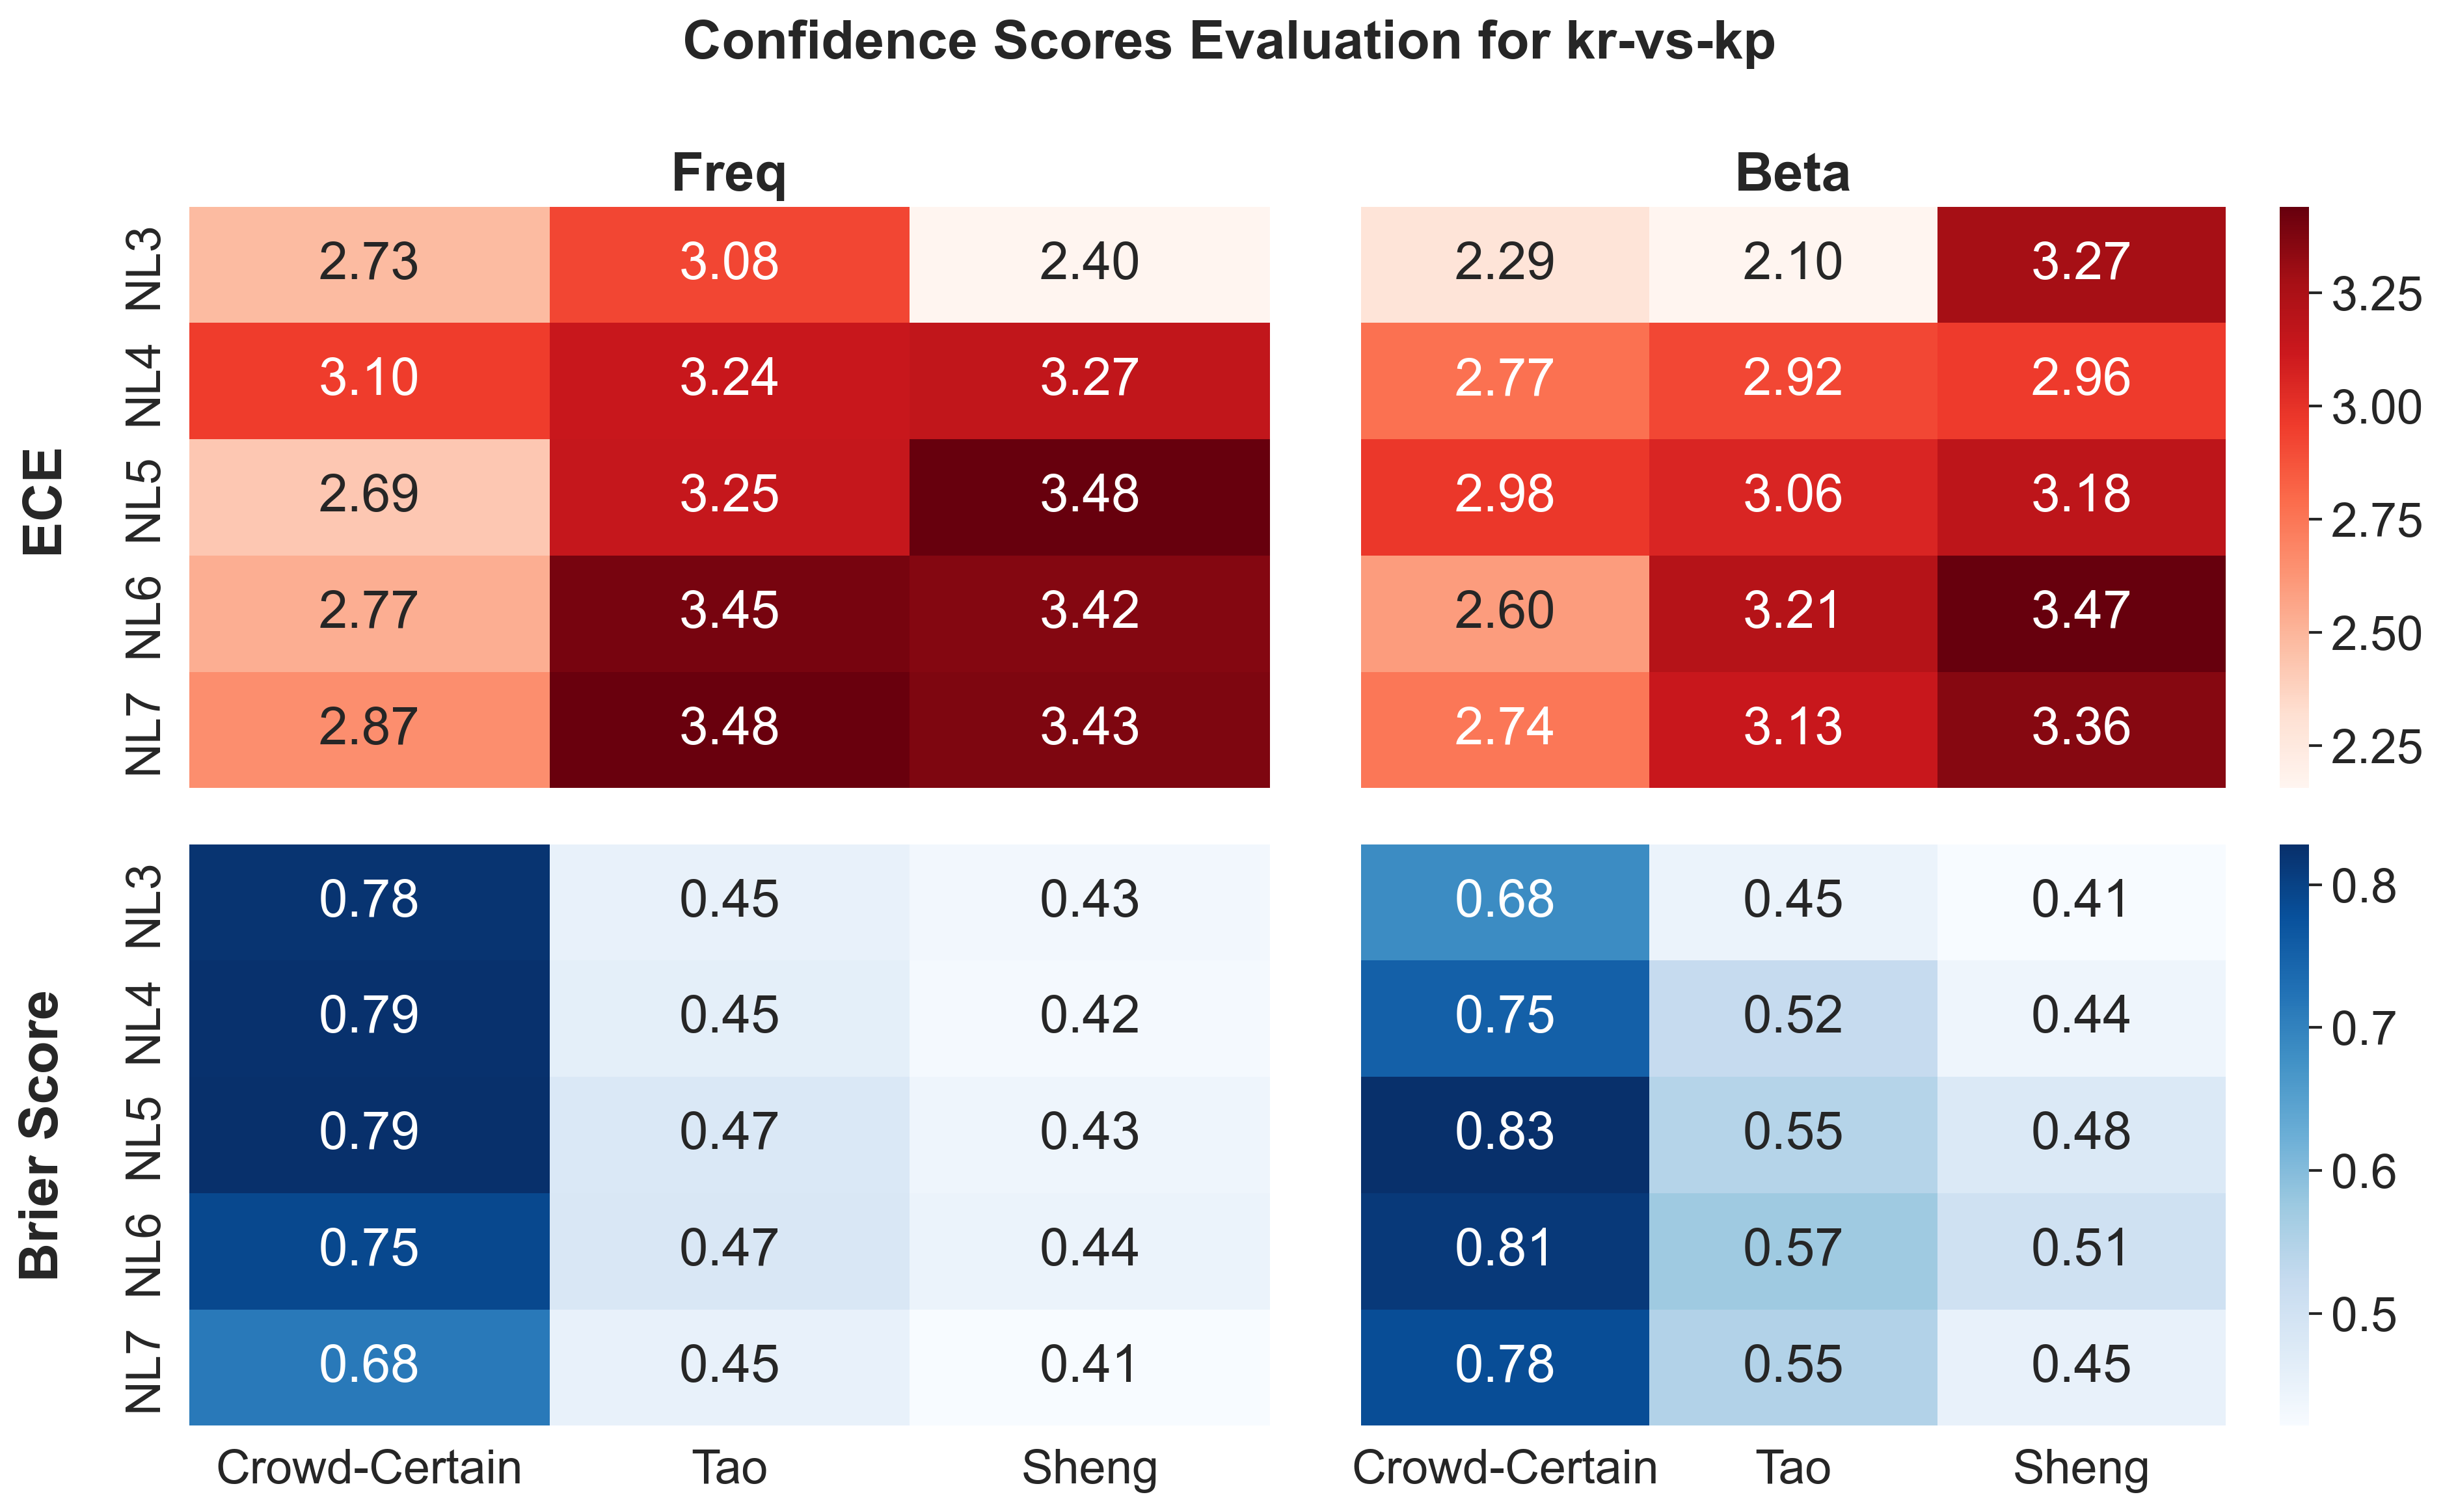 Confidence Scores Evaluation for kr-vs-kp
Freq
Beta
ECE
NL3 2.73 3.08 2.40 2.29 2.10 3.27
NL4 3.10 3.24 3.27 2.77 2.92 2.96
NL5 2.69 3.25 3.48 2.98 3.06 3.18
NL6 2.77 3.45 3.42 2.60 3.21 3.47
NL7 2.87 3.48 3.43 2.74 3.13 3.36
3.25
3.00
2.75
2.50
2.25
Brier Score
NL3 0.78 0.45 0.43 0.68 0.45 0.41
NL4 0.79 0.45 0.42 0.75 0.52 0.44
NL5 0.79 0.47 0.43 0.83 0.55 0.48
NL6 0.75 0.47 0.44 0.81 0.57 0.51
NL7 0.68 0.45 0.41 0.78 0.55 0.45
0.8
0.7
0.6
0.5
Crowd-Certain Tao Sheng Crowd-Certain Tao Sheng